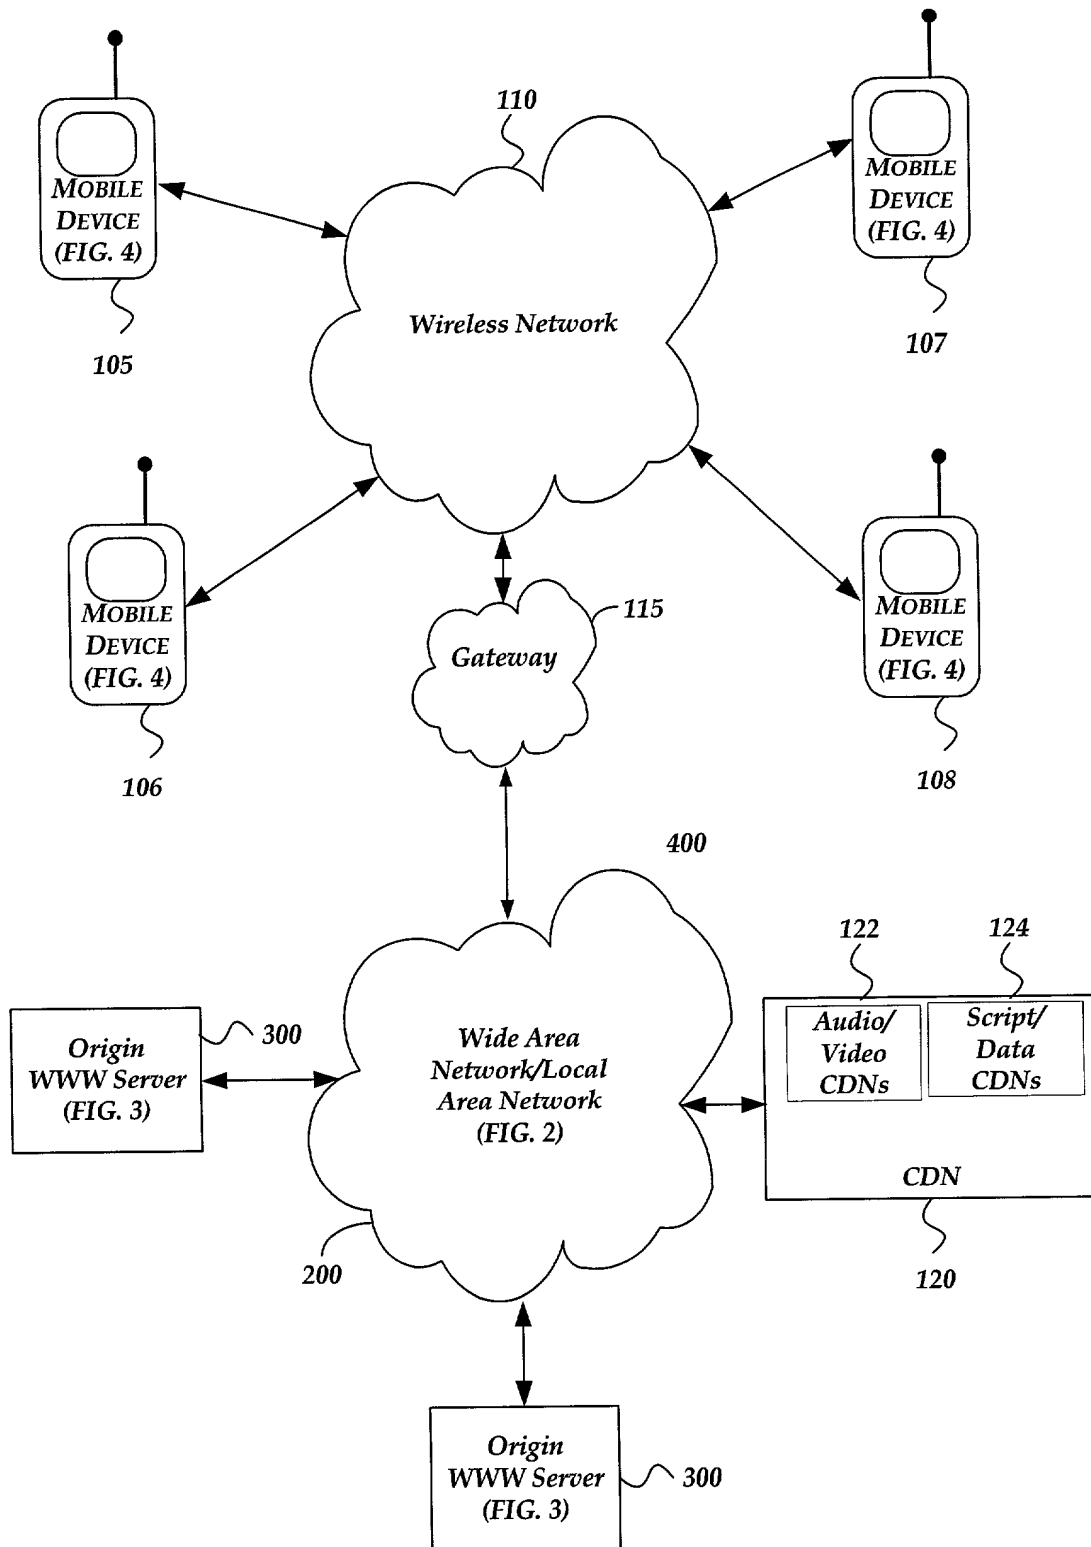 110
MOBILE
DEVICE
(FIG. 4)
105
MOBILE
DEVICE
(FIG. 4)
107
Wireless Network
MOBILE
DEVICE
(FIG. 4)
106
MOBILE
DEVICE
(FIG. 4)
108
115
Gateway
400
122
124
Origin
WWW Server
(FIG. 3)
300
Wide Area
Network/Local
Area Network
(FIG. 2)
200
Audio/
Video
CDNs
Script/
Data
CDNs
CDN
120
Origin
WWW Server
(FIG. 3)
300